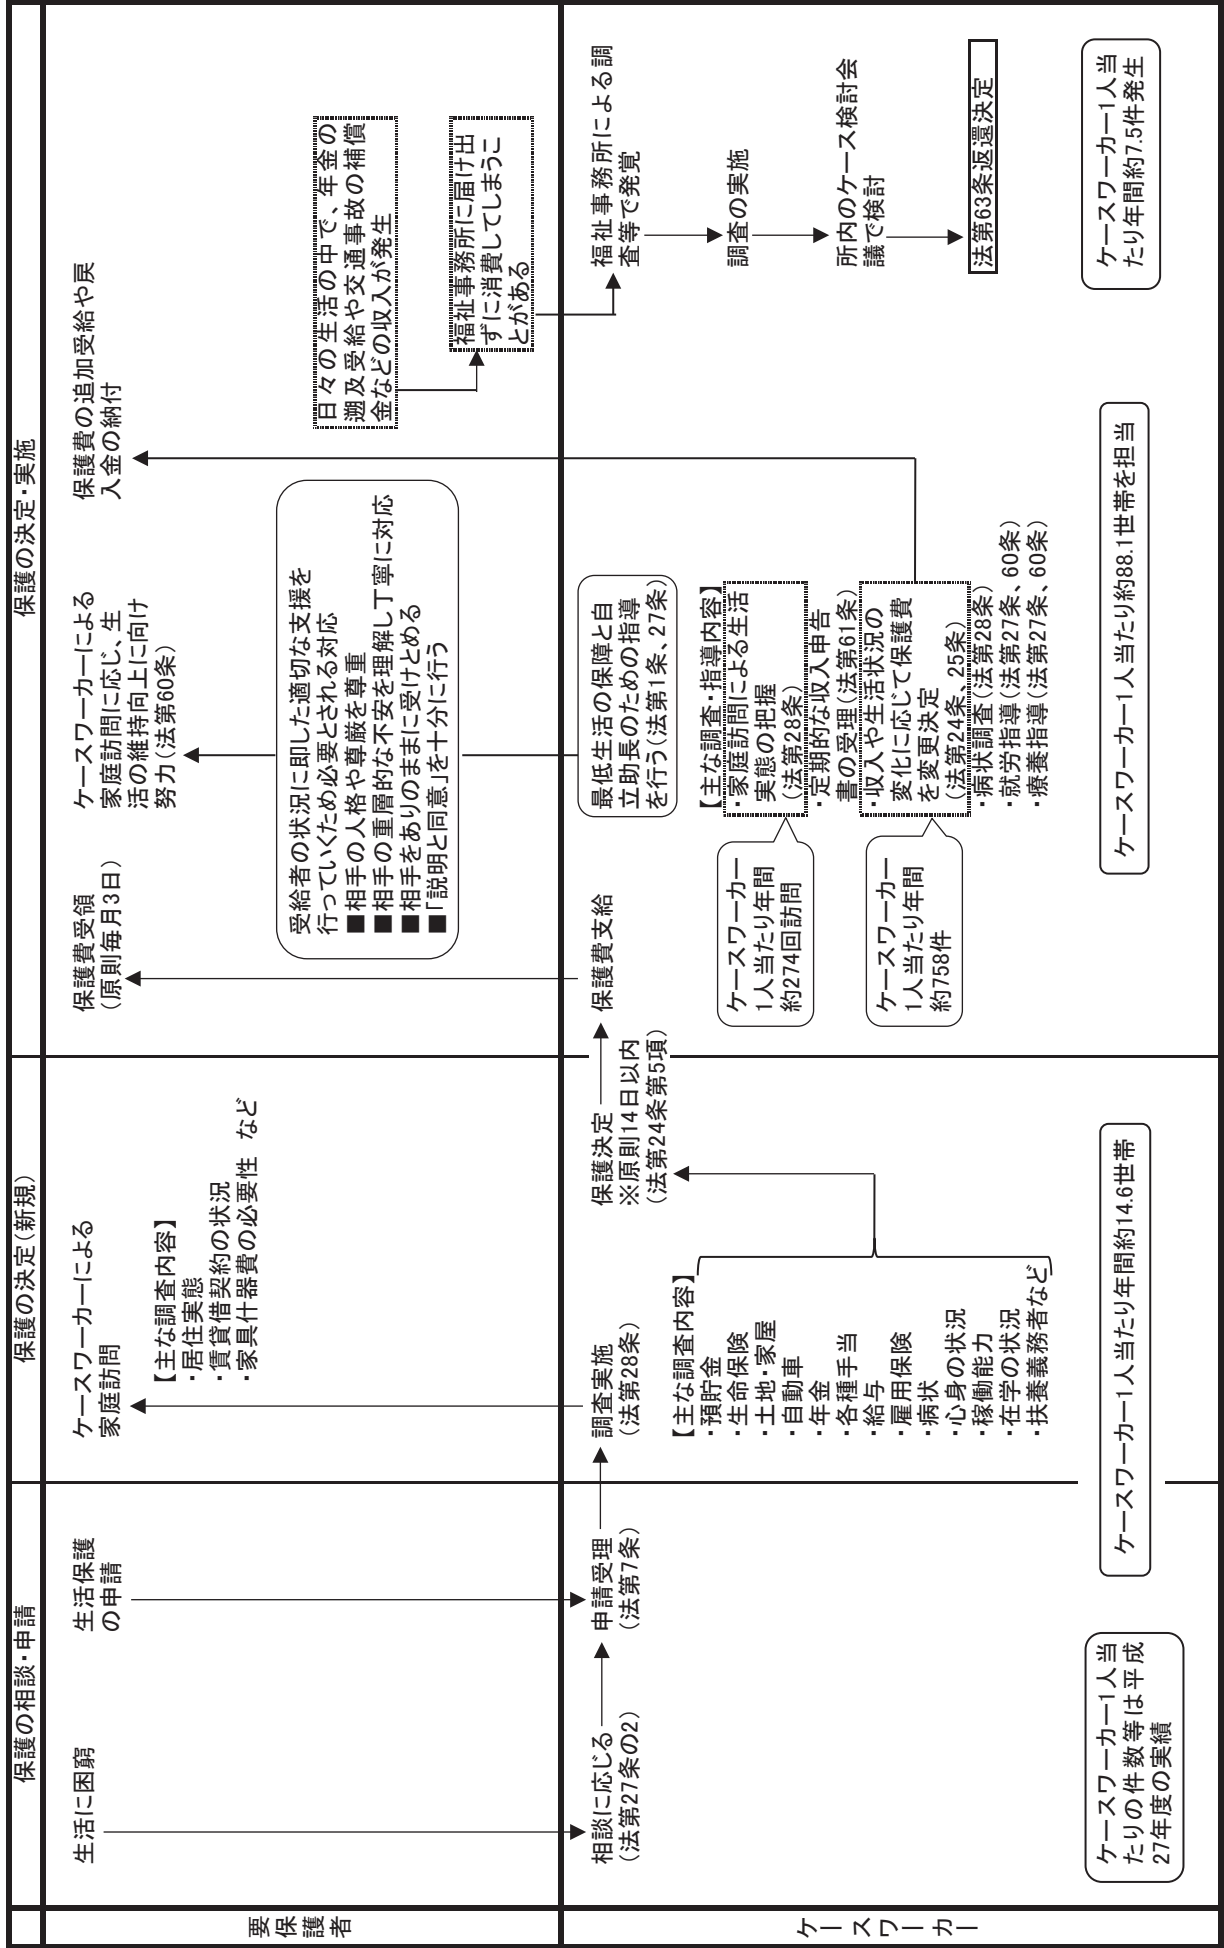 保護の相談・申請
保護の決定（新規）
保護の決定・実施
要保護者
生活に困窮
生活保護
の申請
ケースワーカーによる
家庭訪問
【主な調査内容】
・居住実態
・賃貸借契約の状況
・家具什器費の必要性　など
保護費受領
（原則毎月3日）
ケースワーカーによる
家庭訪問に応じ、生
活の維持向上に向け
努力（法第60条）
保護費の追加受給や戻
入金の納付
受給者の状況に即した適切な支援を
行っていくため必要とされる対応
■相手の人格や尊厳を尊重
■相手の重層的な不安を理解し丁寧に対応
■相手をありのままに受けとめる
■「説明と同意」を十分に行う
日々の生活の中で、年金の
遡及受給や交通事故の補償
金などの収入が発生
福祉事務所に届け出
ずに消費してしまうこ
とがある
ケースワーカー
相談に応じる
（法第27条の2）
申請受理
（法第7条）
調査実施
（法第28条）
【主な調査内容】
・預貯金
・生命保険
・土地・家屋
・自動車
・年金
・各種手当
・給与
・雇用保険
・病状
・心身の状況
・稼働能力
・在学の状況
・扶養義務者など
保護決定
※原則14日以内
（法第24条第5項）
保護費支給
最低生活の保障と自
立助長のための指導
を行う（法第1条、27条）
【主な調査・指導内容】
・家庭訪問による生活
実態の把握
（法第28条）
・定期的な収入申告
書の受理（法第61条）
・収入や生活状況の
変化に応じて保護費
を変更決定
（法第24条、25条）
・病状調査（法第28条）
・就労指導（法第27条、60条）
・療養指導（法第27条、60条）
ケースワーカー
1人当たり年間
約274回訪問
ケースワーカー
1人当たり年間
約758件
福祉事務所による調
査等で発覚
調査の実施
所内のケース検討会
議で検討
法第63条返還決定
ケースワーカー1人当
たりの件数等は平成
27年度の実績
ケースワーカー1人当たり年間約14.6世帯
ケースワーカー1人当たり約88.1世帯を担当
ケースワーカー1人当
たり年間約7.5件発生